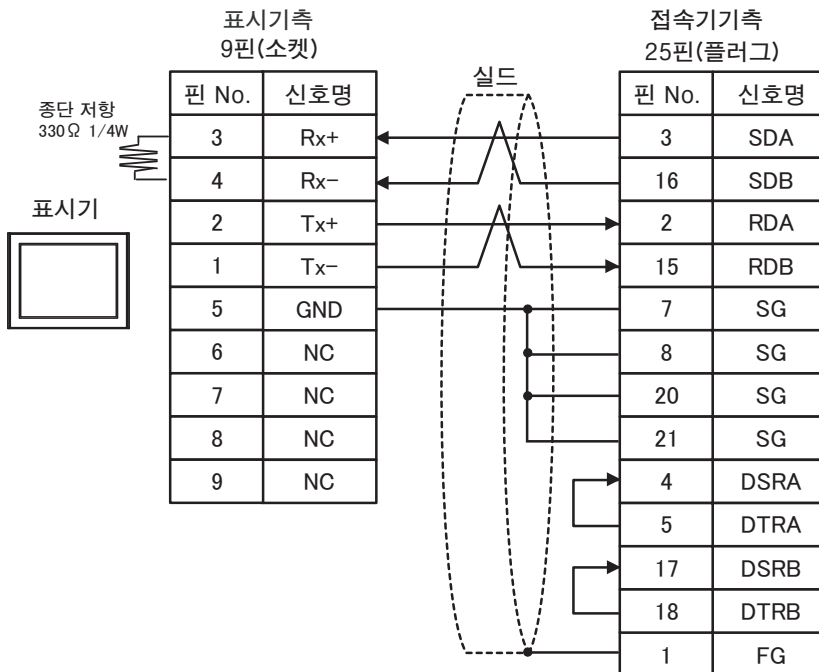 표시기측
9핀(소켓)
접속기기측
25핀(플러그)
실드
종단 저항
330Ω 1/4W
표시기
핀 No. 신호명
3 Rx+
4 Rx-
2 Tx+
1 Tx-
5 GND
6 NC
7 NC
8 NC
9 NC
핀 No. 신호명
3 SDA
16 SDB
2 RDA
15 RDB
7 SG
8 SG
20 SG
21 SG
4 DSRA
5 DTRA
17 DSRB
18 DTRB
1 FG